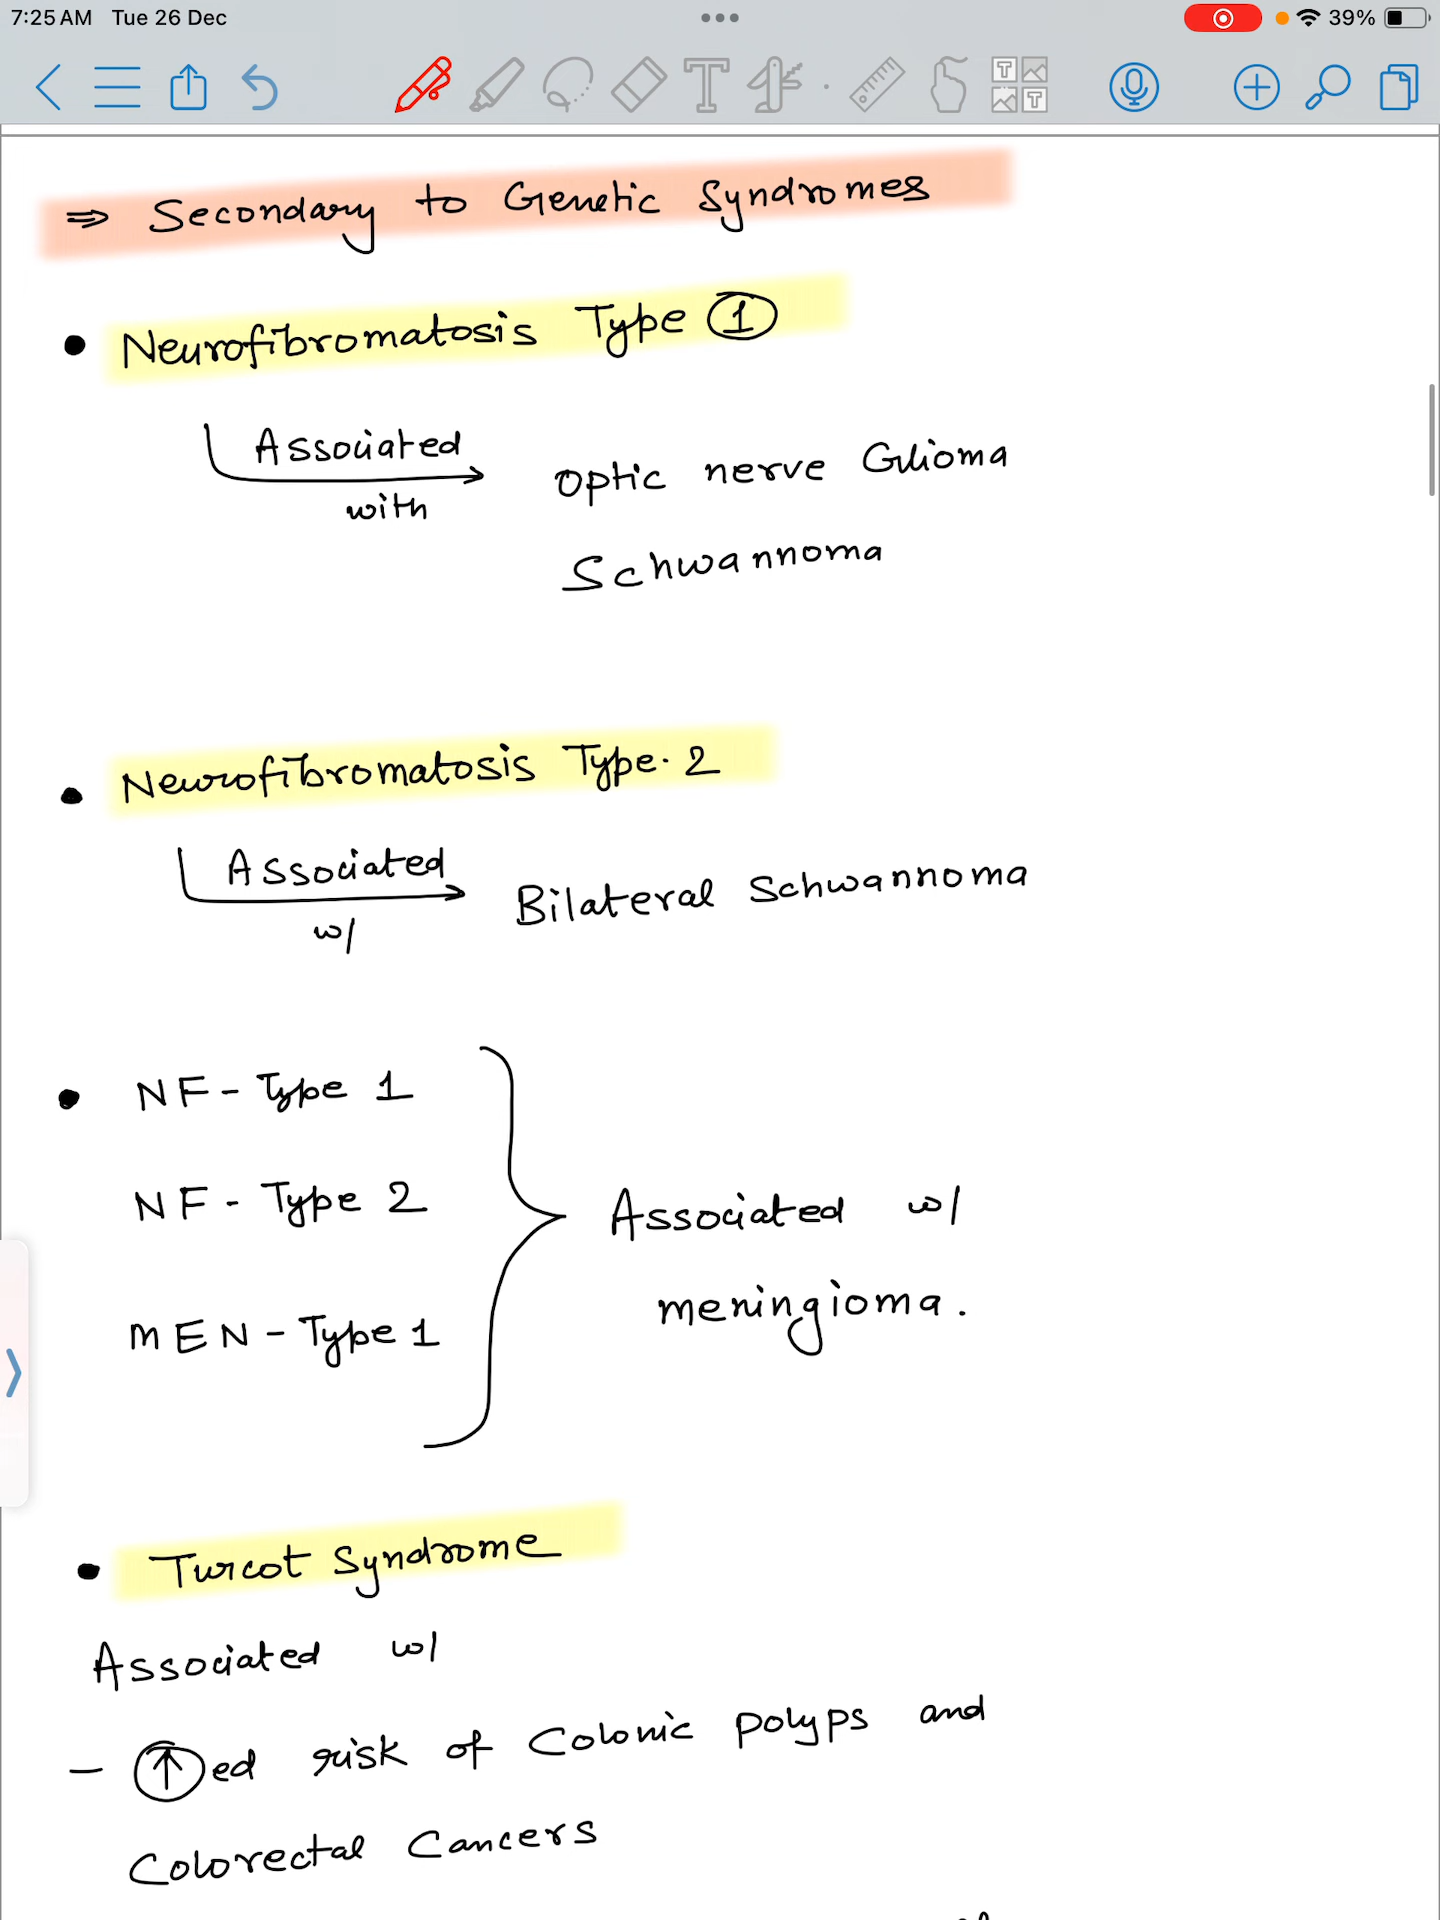 7:25 AM Tue 26 Dec
39%
⇒ Secondary to Genetic Syndromes
• Neurofibromatosis Type 1
Associated
with
Optic nerve Glioma
Schwannoma
• Neurofibromatosis Type. 2
Associated
w/
Bilateral Schwannoma
• NF - Type 1
NF - Type 2
MEN - Type 1
Associated w/
meningioma.
• Turcot Syndrome
Associated w/
- ↑ed risk of Colonic polyps and
Colorectal Cancers